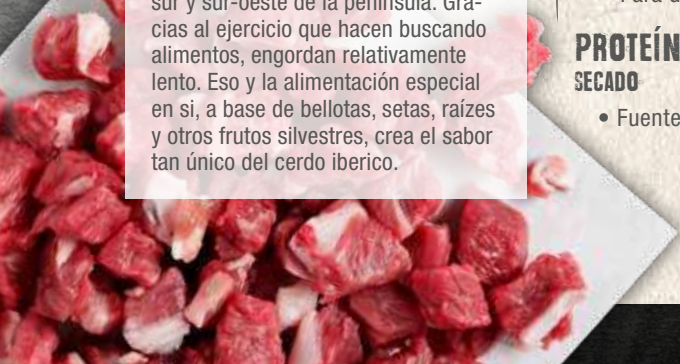 sur y sur-oeste de la península. Gra-
cias al ejercicio que hacen buscando
alimentos, engordan relativamente
lento. Eso y la alimentación especial
en si, a base de bellotas, setas, raíces
y otros frutos silvestres, crea el sabor
tan único del cerdo iberico.
PROTEÍN
SECADO
• Fuente